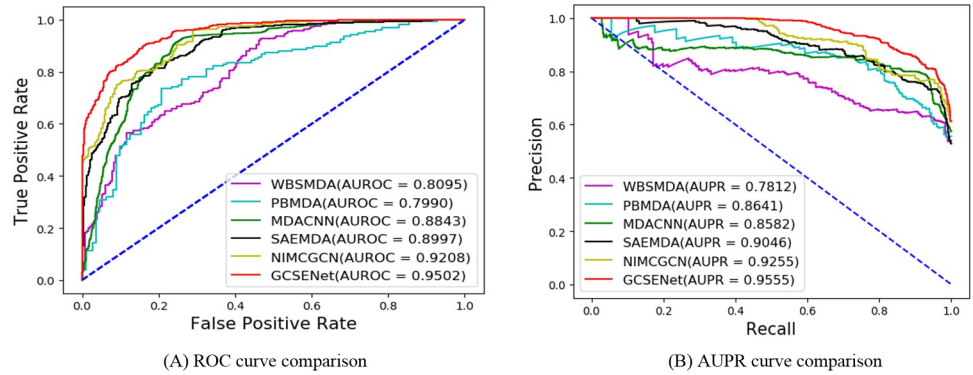 1.0
0.8
0.6
0.4
0.2
0.0
True Positive Rate
WBSMDA(AUROC = 0.8095)
PBMDA(AUROC = 0.7990)
MDACNN(AUROC = 0.8843)
SAEMDA(AUROC = 0.8997)
NIMCGCN(AUROC = 0.9208)
GCSENet(AUROC = 0.9502)
0.0 0.2 0.4 0.6 0.8 1.0
False Positive Rate
(A) ROC curve comparison
1.0
0.8
0.6
0.4
0.2
0.0
Precision
WBSMDA(AUPR = 0.7812)
PBMDA(AUPR = 0.8641)
MDACNN(AUPR = 0.8582)
SAEMDA(AUPR = 0.9046)
NIMCGCN(AUPR = 0.9255)
GCSENet(AUPR = 0.9555)
0.0 0.2 0.4 0.6 0.8 1.0
Recall
(B) AUPR curve comparison